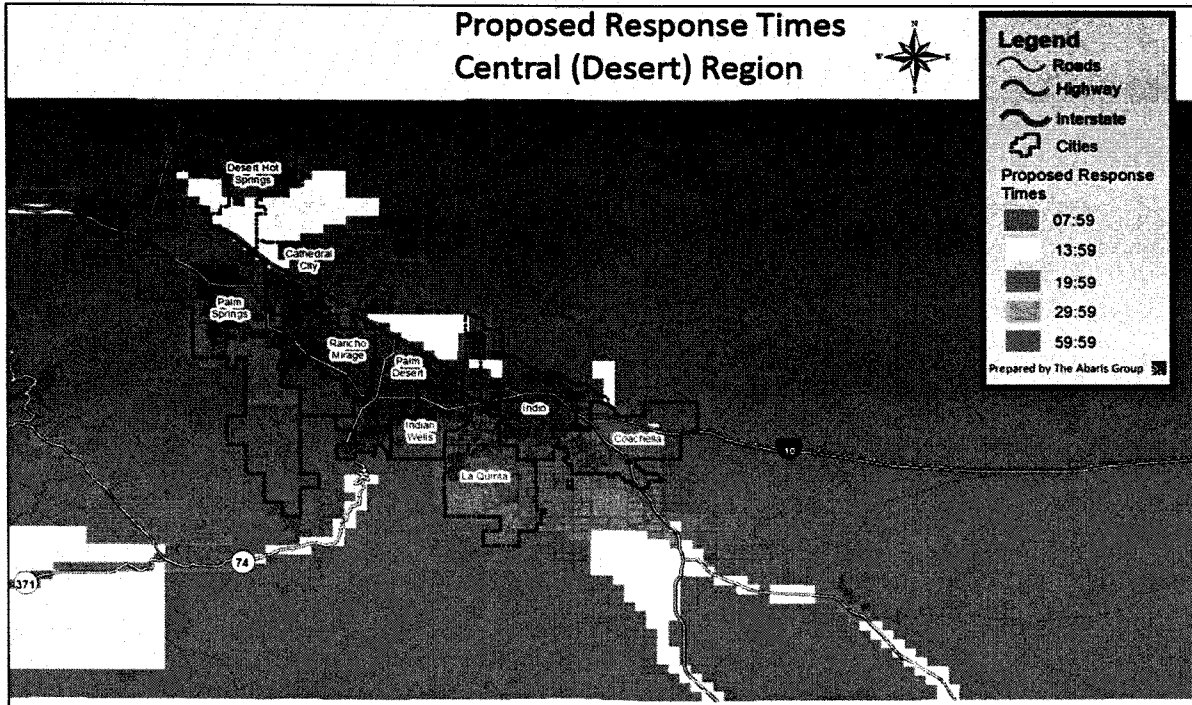 Proposed Response Times
Central (Desert) Region
N
W
E
S
Legend
Roads
Highway
Interstate
Cities
Proposed Response
Times
07:59
13:59
19:59
29:59
59:59
Prepared by The Abaris Group
Desert Hot
Springs
Cathedral
City
Palm
Springs
Rancho
Mirage
Palm
Desert
Indio
Indian
Wells
Coachella
10
La Quinta
74
371